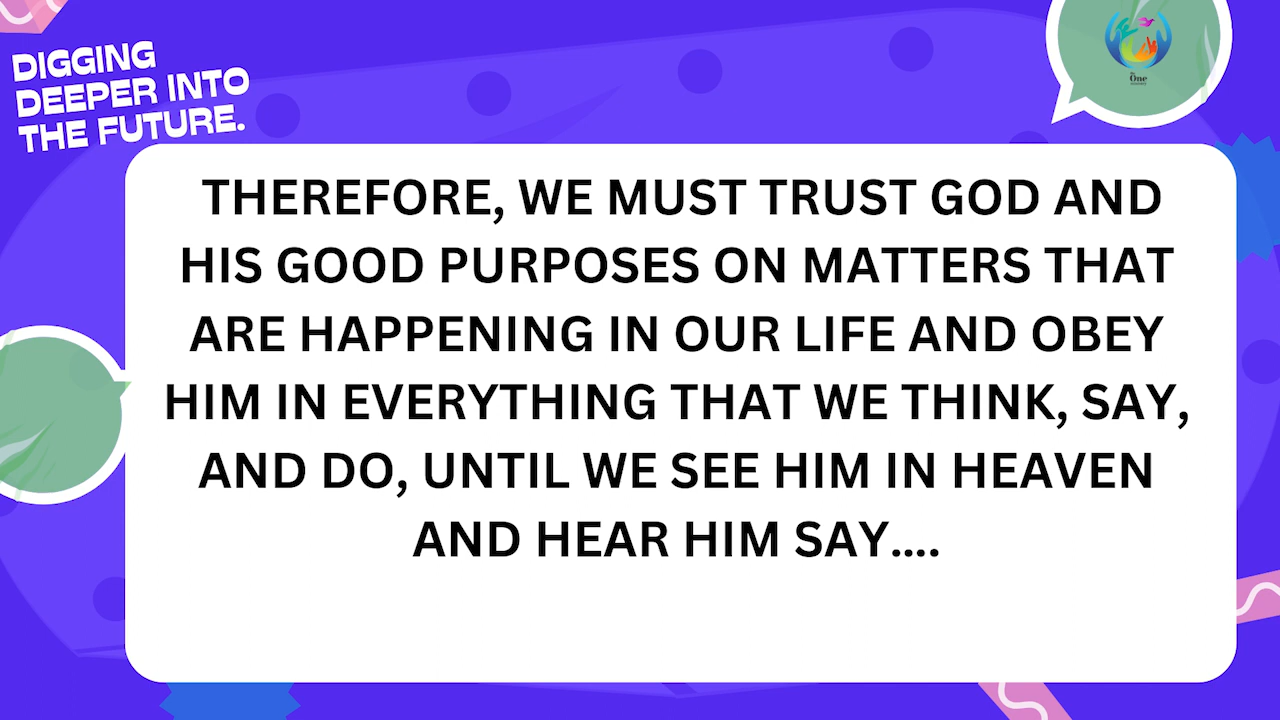 DIGGING
DEEPER INTO
THE FUTURE.
One
THEREFORE, WE MUST TRUST GOD AND
HIS GOOD PURPOSES ON MATTERS THAT
ARE HAPPENING IN OUR LIFE AND OBEY
HIM IN EVERYTHING THAT WE THINK, SAY,
AND DO, UNTIL WE SEE HIM IN HEAVEN
AND HEAR HIM SAY....